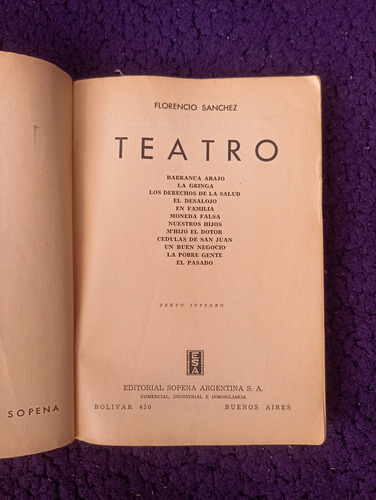 FLORENCIO SANCHEZ
TEATRO
BARRANCA ABAJO
LA GRINGA
LOS DERECHOS DE LA SALUD
EL DESALOJO
EN FAMILIA
MONEDA FALSA
NUESTROS HIJOS
M'HIJO EL DOTOR
CEDULAS DE SAN JUAN
UN BUEN NEGOCIO
LA POBRE GENTE
EL PASADO
TEXTO INTEGRO
ESA
EDITORIAL SOPENA ARGENTINA S. A.
COMERCIAL, INDUSTRIAL E INMOBILIARIA
BOLIVAR 430 BUENOS AIRES
SOPENA